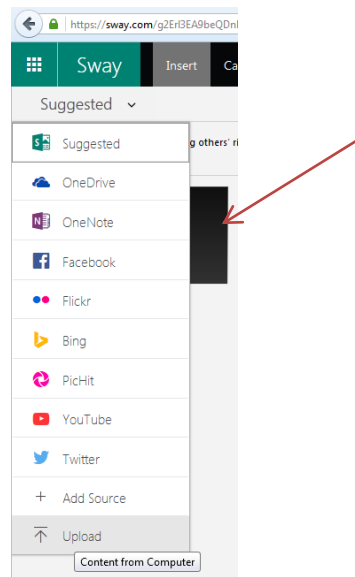 https://sway.com/g2Erl3EA9beQDnl
Sway Insert Ca
Suggested
Suggested
g others' ri
OneDrive
OneNote
Facebook
Flickr
Bing
PicHit
YouTube
Twitter
+ Add Source
Upload
Content from Computer